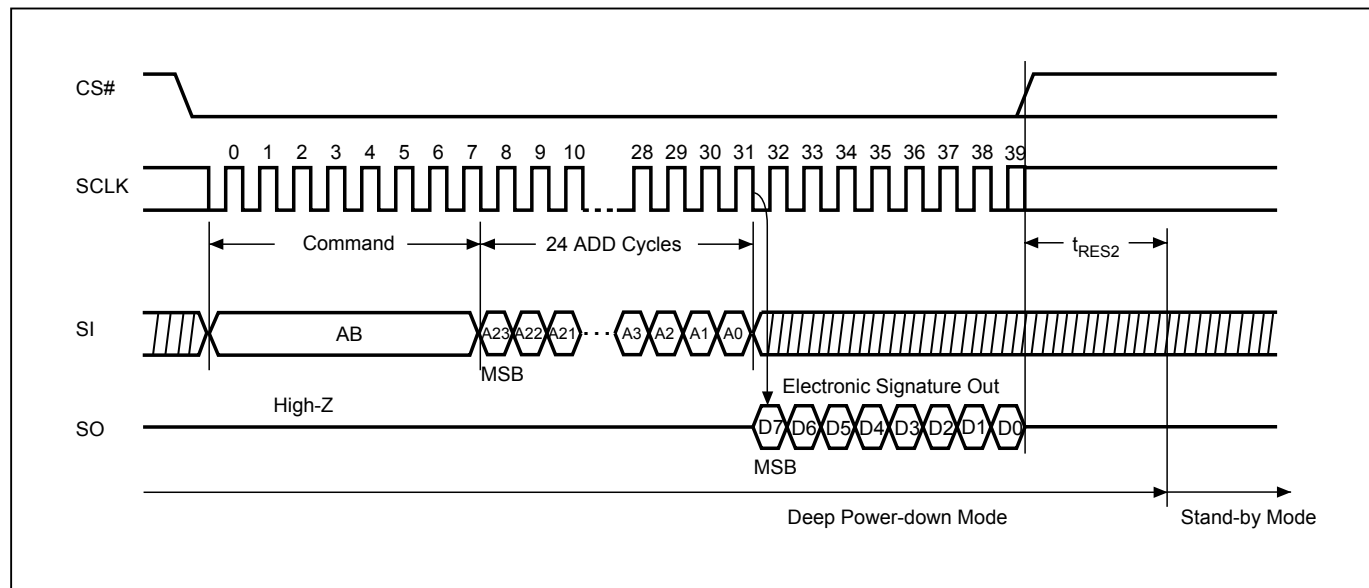 CS#
0 1 2 3 4 5 6 7 8 9 10 28 29 30 31 32 33 34 35 36 37 38 39
SCLK
Command 24 ADD Cycles tRES2
SI AB A23 A22 A21 A3 A2 A1 A0
MSB
Electronic Signature Out
High-Z
SO D7 D6 D5 D4 D3 D2 D1 D0
MSB
Deep Power-down Mode Stand-by Mode